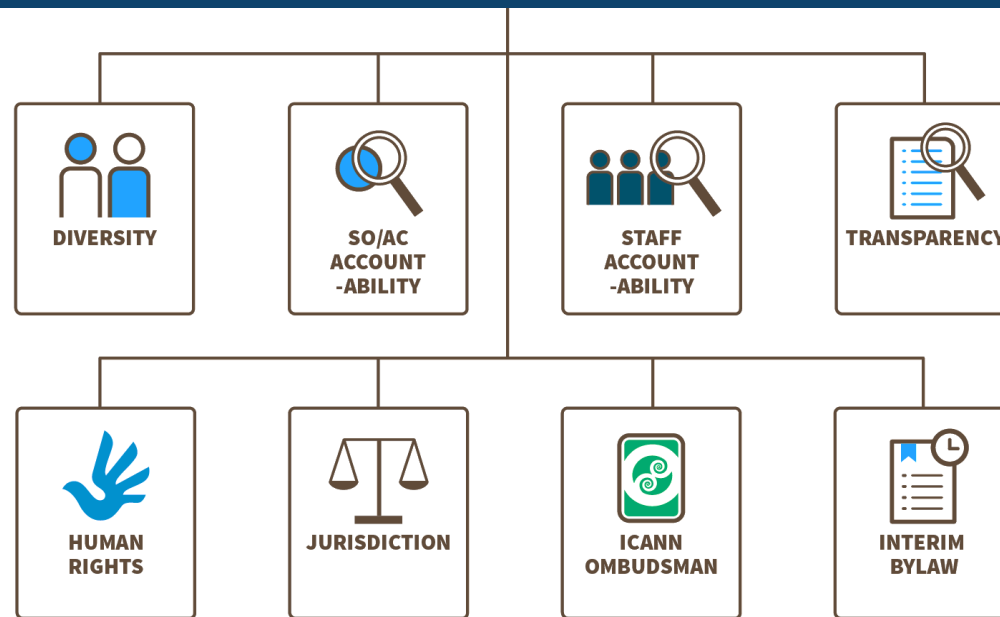 DIVERSITY
SO/AC
ACCOUNT
-ABILITY
STAFF
ACCOUNT
-ABILITY
TRANSPARENCY
HUMAN
RIGHTS
JURISDICTION
ICANN
OMBUDSMAN
INTERIM
BYLAW